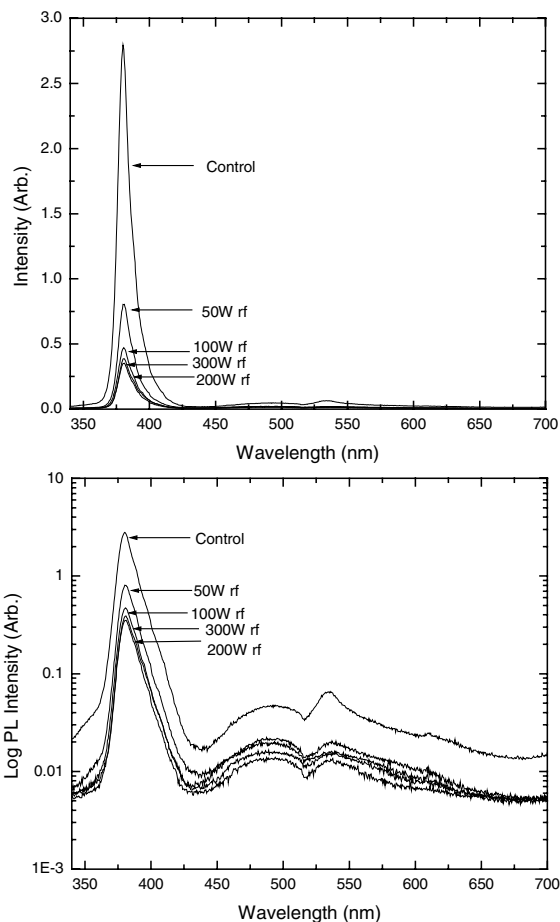 3.0
2.5
2.0
1.5
1.0
0.5
0.0
Intensity (Arb.)
Control
50W rf
100W rf
300W rf
200W rf
350 400 450 500 550 600 650 700
Wavelength (nm)
10
1
0.1
0.01
1E-3
Log PL Intensity (Arb.)
Control
50W rf
100W rf
300W rf
200W rf
350 400 450 500 550 600 650 700
Wavelength (nm)